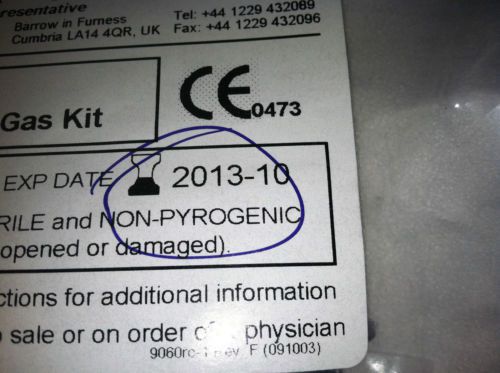 resentative Tel: +44 1229 432089
Barrow in Furness Fax: +44 1229 432096
Cumbria LA14 4QR, UK
Gas Kit
CE 0473
EXP DATE 2013-10
RILE and NON-PYROGENIC
opened or damaged).
ctions for additional information
sale or on order physician
9060rc-1 ev. F (091003)